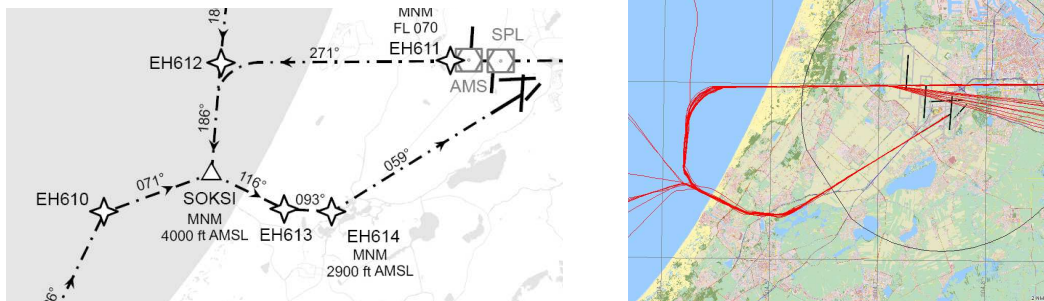 18
MNM
FL 070
EH611
SPL
AMS
EH612
271°
186°
EH610
071°
SOKSI
116°
093°
059°
MNM
4000 ft AMSL
EH613
EH614
MNM
2900 ft AMSL
6°